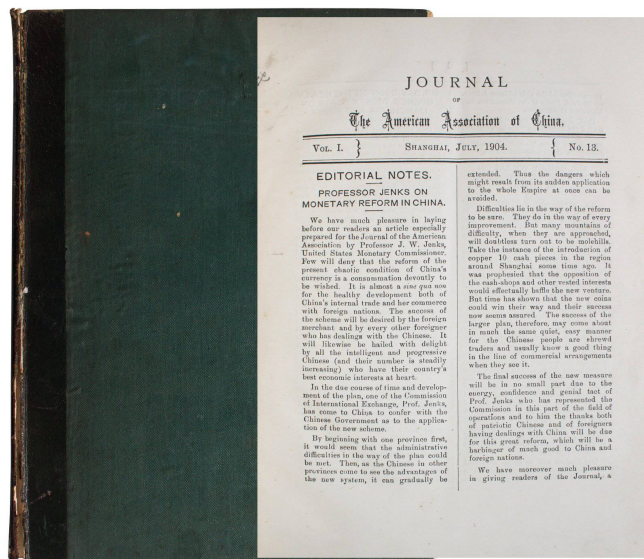 JOURNAL
OF
The American Association of China.
VOL. I.
SHANGHAI, JULY, 1904.
No. 13.
EDITORIAL NOTES.
PROFESSOR JENKS ON
MONETARY REFORM IN CHINA.
We have much pleasure in laying
before our readers an article especially
prepared for the Journal of the American
Association by Professor J. W. Jenks,
United States Monetary Commissioner.
Few will deny that the reform of the
present chaotic condition of China's
currency is a consummation devoutly to
be wished. It is almost a sine qua non
for the healthy development both of
China's internal trade and her commerce
with foreign nations. The success of
the scheme will be desired by the foreign
merchant and by every other foreigner
who has dealings with the Chinese. It
will likewise be hailed with delight
by all the intelligent and progressive
Chinese (and their number is steadily
increasing) who have their country's
best economic interests at heart.
In the due course of time and develop-
ment of the plan, one of the Commission
of International Exchange, Prof. Jenks,
has come to China to confer with the
Chinese Government as to the applica-
tion of the new scheme.
By beginning with one province first,
it would seem that the administrative
difficulties in the way of the plan could
be met. Then, as the Chinese in other
provinces come to see the advantages of
the new system, it can gradually be
extended. Thus the dangers which
might result from its sudden application
to the whole Empire at once can be
avoided.
Difficulties lie in the way of the reform
to be sure. They do in the way of every
improvement. But many mountains of
difficulty, when they are approached,
will doubtless turn out to be molehills.
Take the instance of the introduction of
copper 10 cash pieces in the region
around Shanghai some time ago. It
was prophesied that the opposition of
the cash-shops and other vested interests
would effectually baffle the new venture.
But time has shown that the new coins
could win their way and their success
now seems assured. The success of the
larger plan, therefore, may come about
in much the same quiet, easy manner
for the Chinese people are shrewd
traders and usually know a good thing
in the line of commercial arrangements
when they see it.
The final success of the new measure
will be in no small part due to the
energy, confidence and genial tact of
Prof. Jenks who has represented the
Commission in this part of the field of
operations and to him the thanks both
of patriotic Chinese and of foreigners
having dealings with China will be due
for this great reform, which will be a
harbinger of much good to China and
foreign nations.
We have moreover much pleasure
in giving readers of the Journal, a